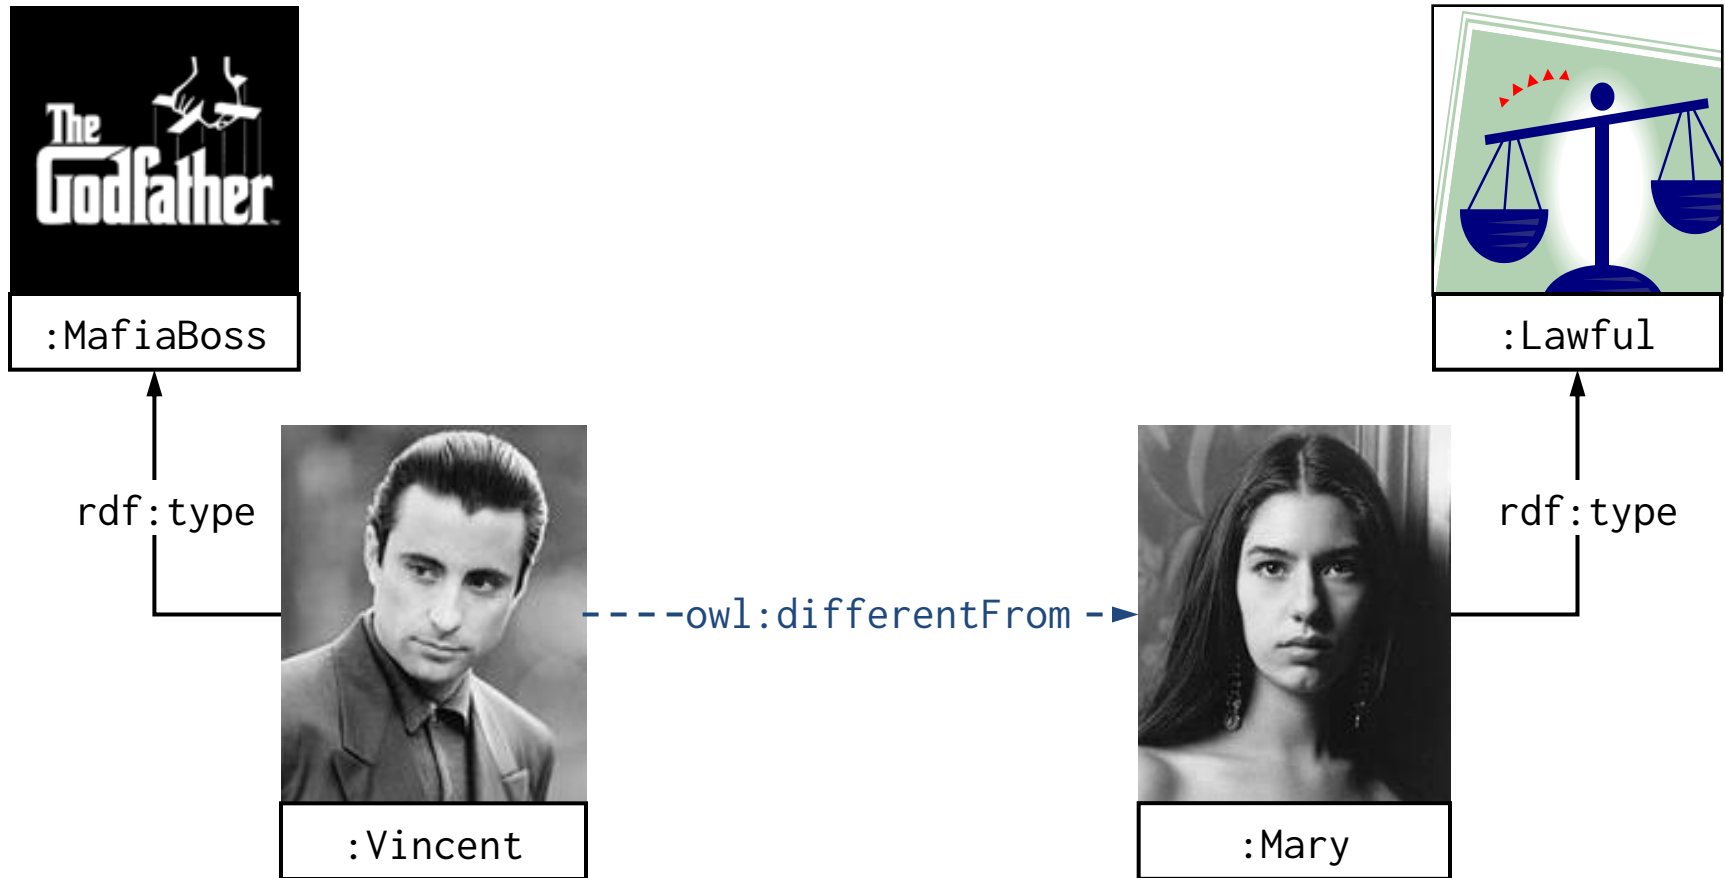 The
Godfather
:MafiaBoss
:Lawful
rdf:type
rdf:type
owl:differentFrom
:Vincent
:Mary